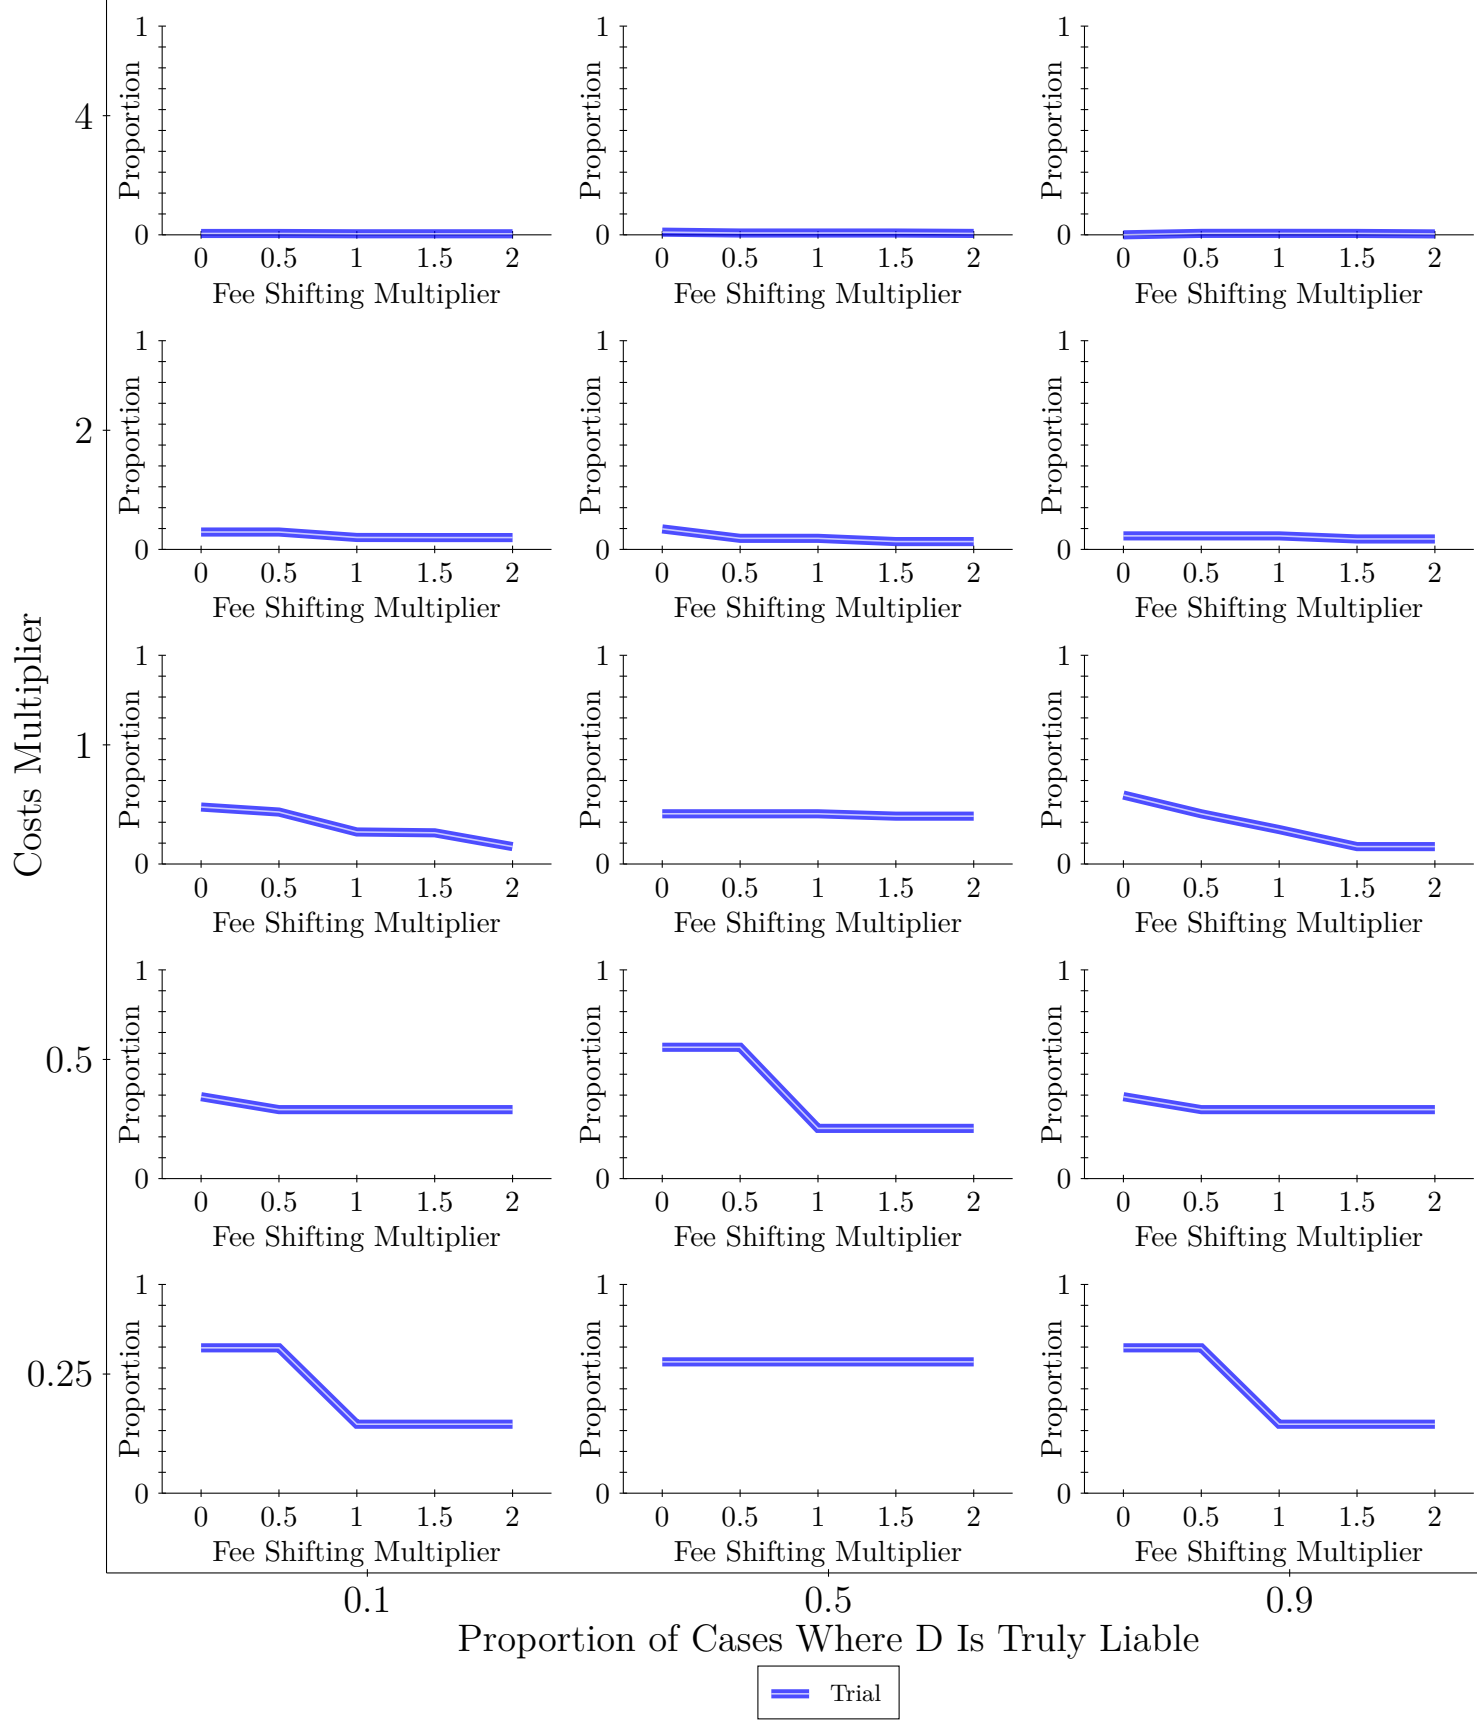 4
1
Proportion
0
0 0.5 1 1.5 2
Fee Shifting Multiplier
1
Proportion
0
0 0.5 1 1.5 2
Fee Shifting Multiplier
1
Proportion
0
0 0.5 1 1.5 2
Fee Shifting Multiplier
2
1
Proportion
0
0 0.5 1 1.5 2
Fee Shifting Multiplier
1
Proportion
0
0 0.5 1 1.5 2
Fee Shifting Multiplier
1
Proportion
0
0 0.5 1 1.5 2
Fee Shifting Multiplier
Costs Multiplier
1
1
Proportion
0
0 0.5 1 1.5 2
Fee Shifting Multiplier
1
Proportion
0
0 0.5 1 1.5 2
Fee Shifting Multiplier
1
Proportion
0
0 0.5 1 1.5 2
Fee Shifting Multiplier
0.5
1
Proportion
0
0 0.5 1 1.5 2
Fee Shifting Multiplier
1
Proportion
0
0 0.5 1 1.5 2
Fee Shifting Multiplier
1
Proportion
0
0 0.5 1 1.5 2
Fee Shifting Multiplier
0.25
1
Proportion
0
0 0.5 1 1.5 2
Fee Shifting Multiplier
1
Proportion
0
0 0.5 1 1.5 2
Fee Shifting Multiplier
1
Proportion
0
0 0.5 1 1.5 2
Fee Shifting Multiplier
0.1 0.5 0.9
Proportion of Cases Where D Is Truly Liable
Trial